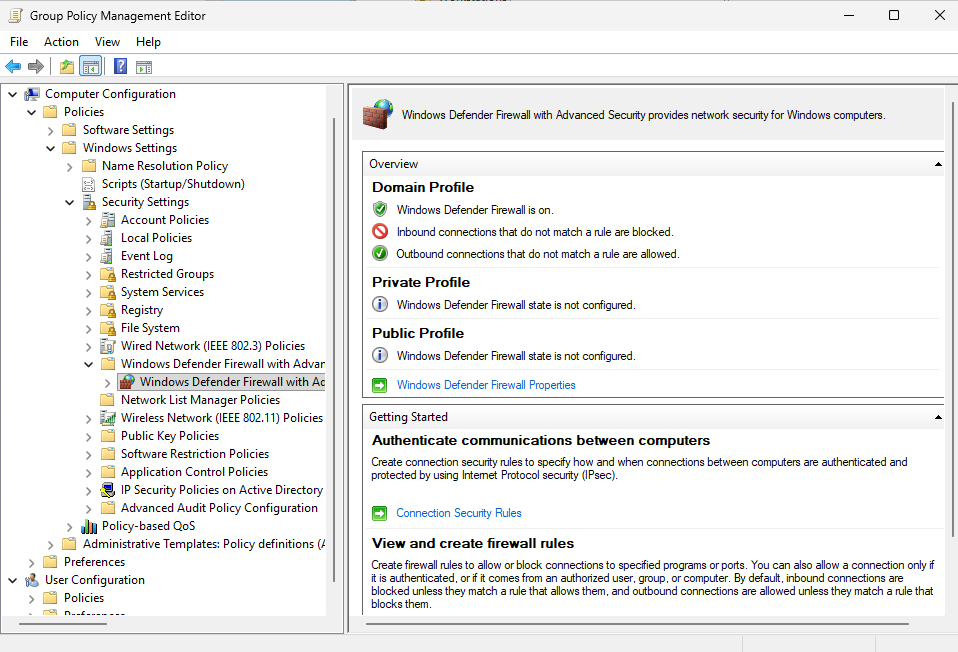 Group Policy Management Editor
File Action View Help
Computer Configuration
Policies
Software Settings
Windows Settings
Name Resolution Policy
Scripts (Startup/Shutdown)
Security Settings
Account Policies
Local Policies
Event Log
Restricted Groups
System Services
Registry
File System
Wired Network (IEEE 802.3) Policies
Windows Defender Firewall with Advan
Windows Defender Firewall with Ad
Network List Manager Policies
Wireless Network (IEEE 802.11) Policies
Public Key Policies
Software Restriction Policies
Application Control Policies
IP Security Policies on Active Directory
Advanced Audit Policy Configuration
Policy-based QoS
Administrative Templates: Policy definitions (A
Preferences
User Configuration
Policies
Preferences
Windows Defender Firewall with Advanced Security provides network security for Windows computers.
Overview
Domain Profile
Windows Defender Firewall is on.
Inbound connections that do not match a rule are blocked.
Outbound connections that do not match a rule are allowed.
Private Profile
Windows Defender Firewall state is not configured.
Public Profile
Windows Defender Firewall state is not configured.
Windows Defender Firewall Properties
Getting Started
Authenticate communications between computers
Create connection security rules to specify how and when connections between computers are authenticated and
protected by using Internet Protocol security (IPsec).
Connection Security Rules
View and create firewall rules
Create firewall rules to allow or block connections to specified programs or ports. You can also allow a connection only if
it is authenticated, or if it comes from an authorized user, group, or computer. By default, inbound connections are
blocked unless they match a rule that allows them, and outbound connections are allowed unless they match a rule that
blocks them.